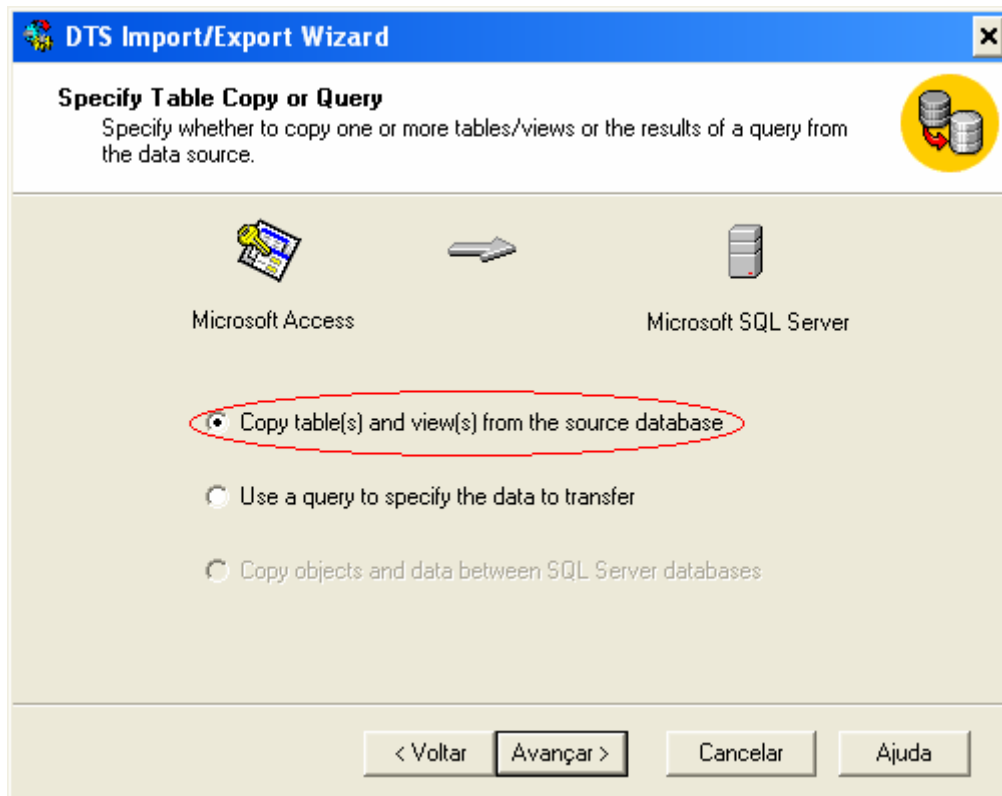 DTS Import/Export Wizard
Specify Table Copy or Query
Specify whether to copy one or more tables/views or the results of a query from
the data source.
Microsoft Access
Microsoft SQL Server
Copy table(s) and view(s) from the source database
Use a query to specify the data to transfer
Copy objects and data between SQL Server databases
< Voltar
Avançar >
Cancelar
Ajuda